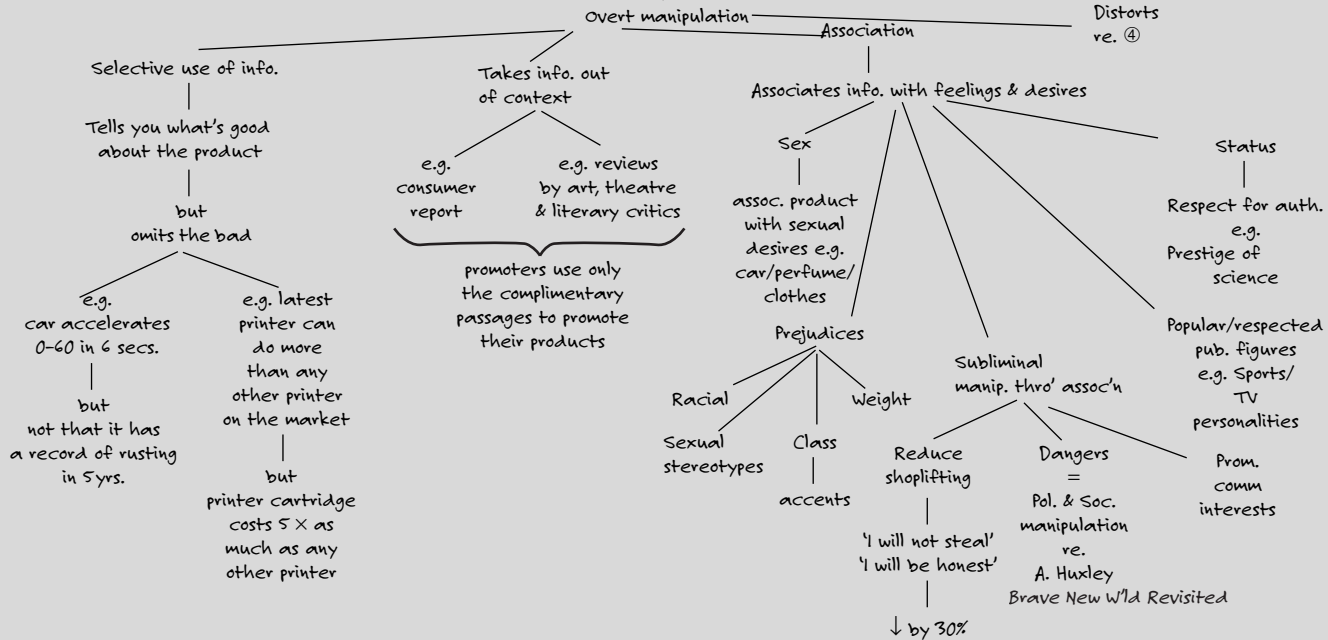 Overt manipulation
Distorts
re. ④
Selective use of info.
Tells you what's good
about the product
but
omits the bad
e.g.
car accelerates
0–60 in 6 secs.
but
not that it has
a record of rusting
in 5 yrs.
e.g. latest
printer can
do more
than any
other printer
on the market
but
printer cartridge
costs 5 × as
much as any
other printer
Takes info. out
of context
e.g.
consumer
report
e.g. reviews
by art, theatre
& literary critics
promoters use only
the complimentary
passages to promote
their products
Association
Associates info. with feelings & desires
Sex
assoc. product
with sexual
desires e.g.
car/perfume/
clothes
Prejudices
Racial
Sexual
stereotypes
Class
accents
Weight
Subliminal
manip. thro' assoc'n
Reduce
shoplifting
'I will not steal'
'I will be honest'
↓ by 30%
Dangers
=
Pol. & Soc.
manipulation
re.
A. Huxley
Brave New W'ld Revisited
Prom.
comm
interests
Popular/respected
pub. figures
e.g. Sports/
TV
personalities
Status
Respect for auth.
e.g.
Prestige of
science